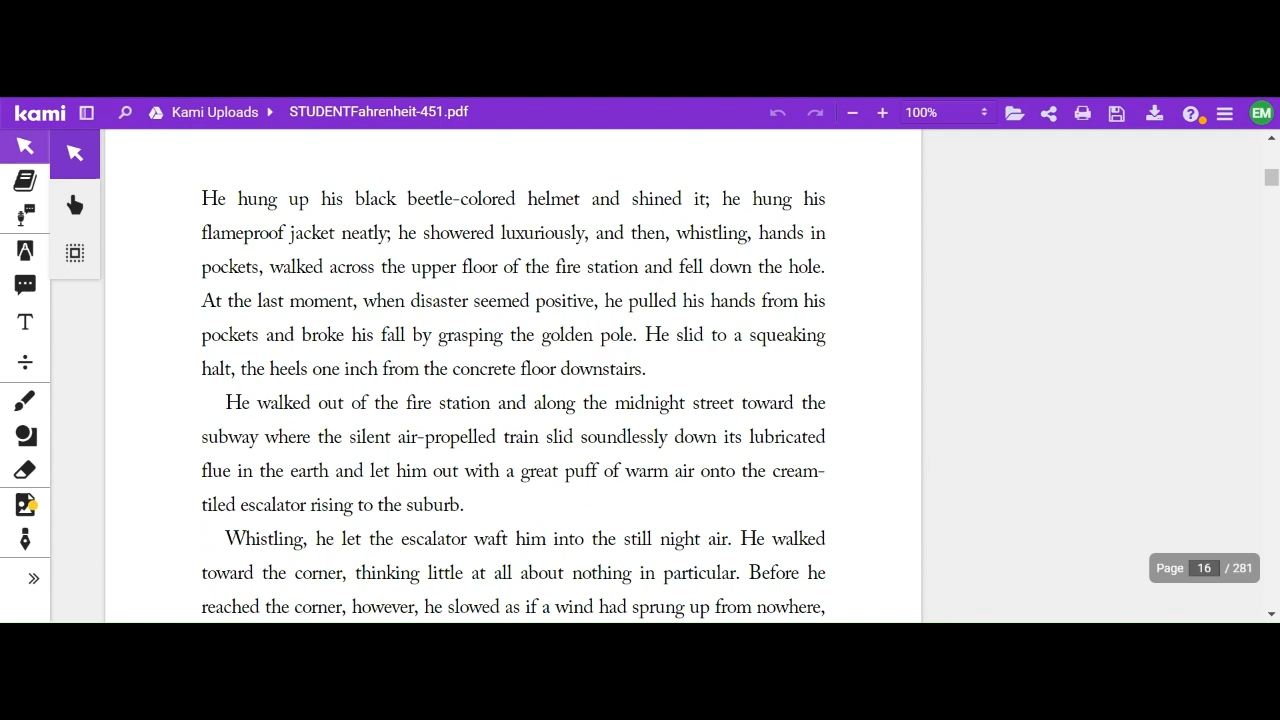 kami Kami Uploads STUDENTFahrenheit-451.pdf 100% EM
He hung up his black beetle-colored helmet and shined it; he hung his
flameproof jacket neatly; he showered luxuriously, and then, whistling, hands in
pockets, walked across the upper floor of the fire station and fell down the hole.
At the last moment, when disaster seemed positive, he pulled his hands from his
pockets and broke his fall by grasping the golden pole. He slid to a squeaking
halt, the heels one inch from the concrete floor downstairs.
He walked out of the fire station and along the midnight street toward the
subway where the silent air-propelled train slid soundlessly down its lubricated
flue in the earth and let him out with a great puff of warm air onto the cream-
tiled escalator rising to the suburb.
Whistling, he let the escalator waft him into the still night air. He walked
toward the corner, thinking little at all about nothing in particular. Before he
reached the corner, however, he slowed as if a wind had sprung up from nowhere,
Page 16 / 281